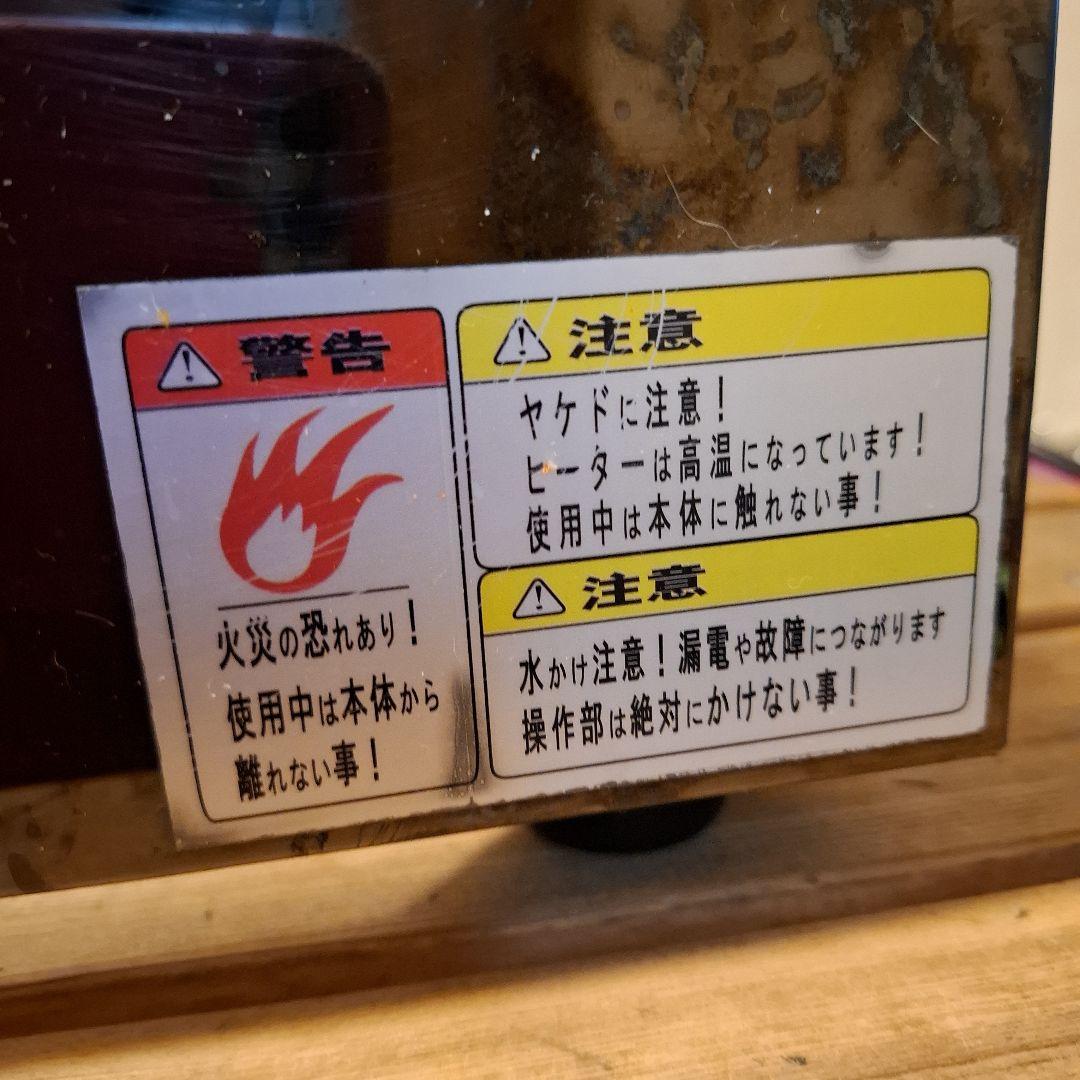 警告
火災の恐れあり！
使用中は本体から
離れない事！
注意
ヤケドに注意！
ヒーターは高温になっています！
使用中は本体に触れない事！
注意
水かけ注意！漏電や故障につながります
操作部は絶対にかけない事！